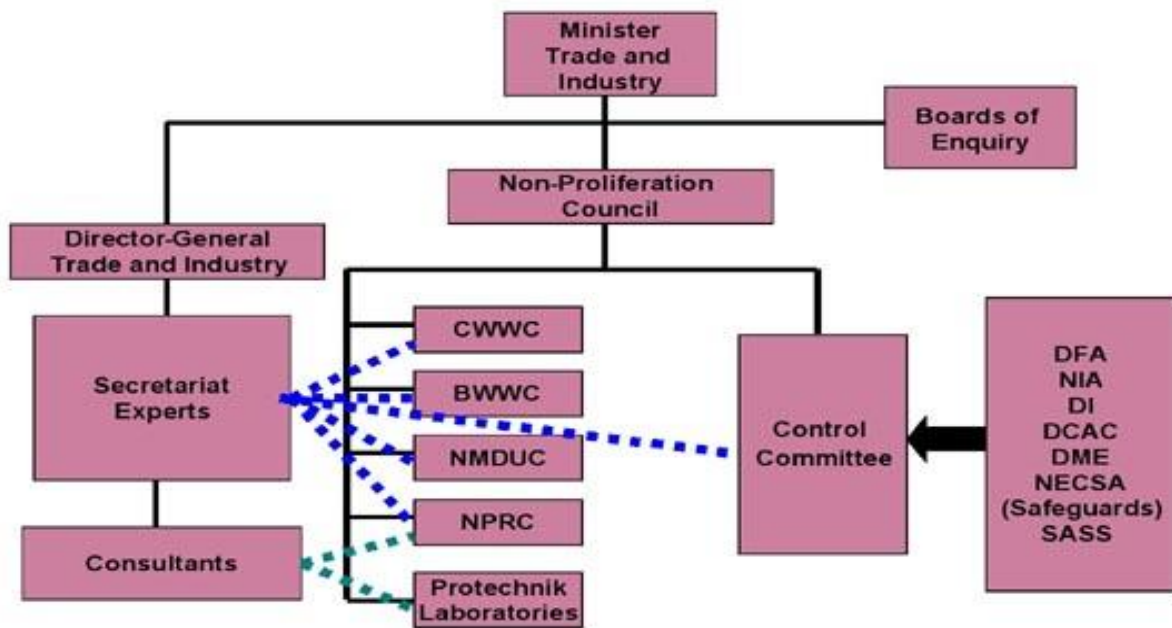 Minister
Trade and
Industry
Boards of
Enquiry
Non-Proliferation
Council
Director-General
Trade and Industry
Secretariat
Experts
Consultants
CWWC
BWWC
NMDUC
NPRC
Protechnik
Laboratories
Control
Committee
DFA
NIA
DI
DCAC
DME
NECSA
(Safeguards)
SASS